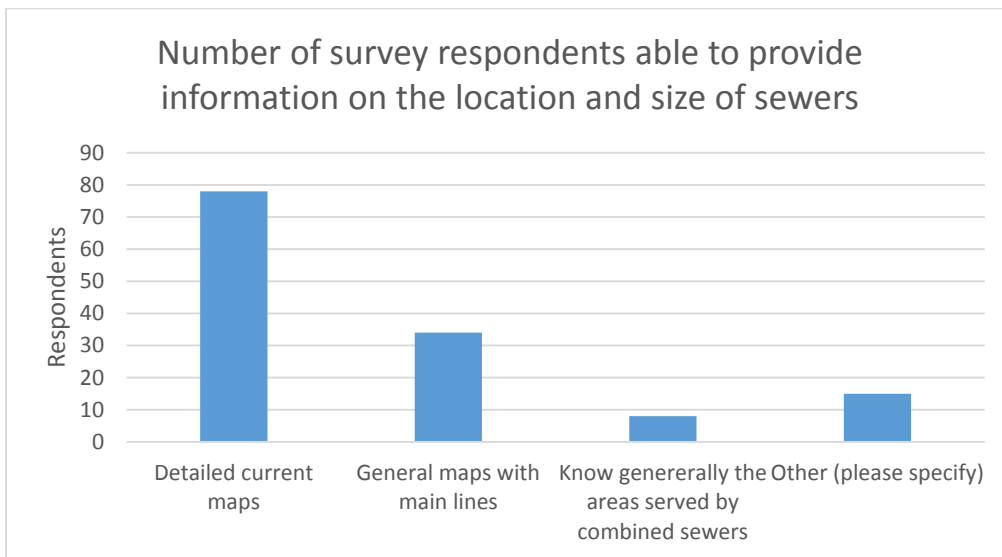 Number of survey respondents able to provide
information on the location and size of sewers
90
80
70
60
50
40
30
20
10
0
Respondents
Detailed current
maps
General maps with
main lines
Know genererally the
areas served by
combined sewers
Other (please specify)